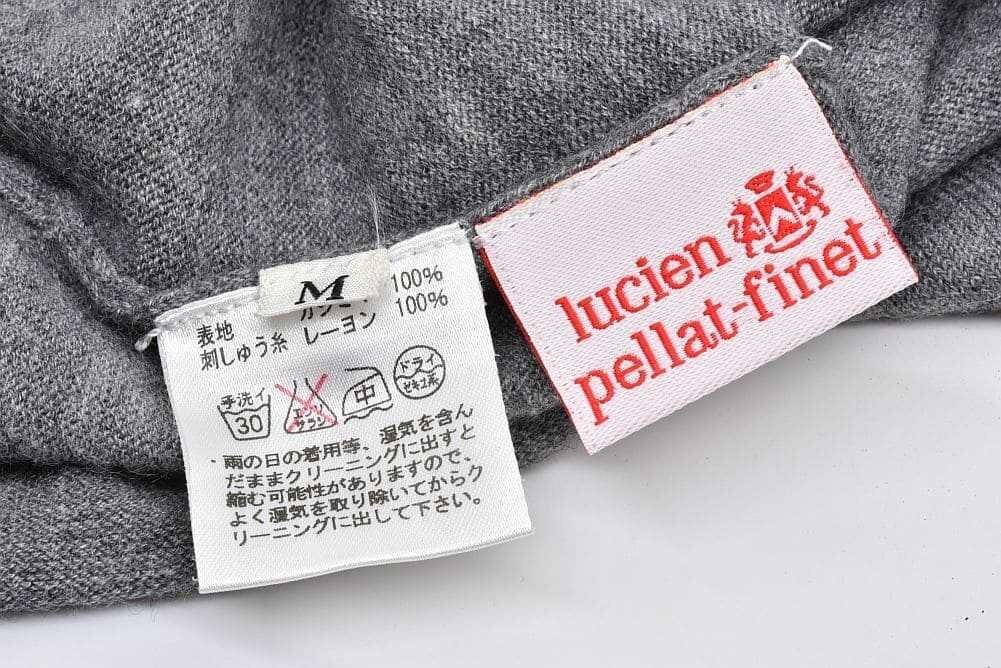 M
表地 100%
刺しゅう糸 レーヨン 100%
手洗イ
30
エンソ
サラシ
中
ドライ
セキユ系
雨の日の着用等、湿気を含ん
だままクリーニングに出すと
縮む可能性がありますので、
よく湿気を取り除いてからク
リーニングに出して下さい。
lucien
pellat-finet